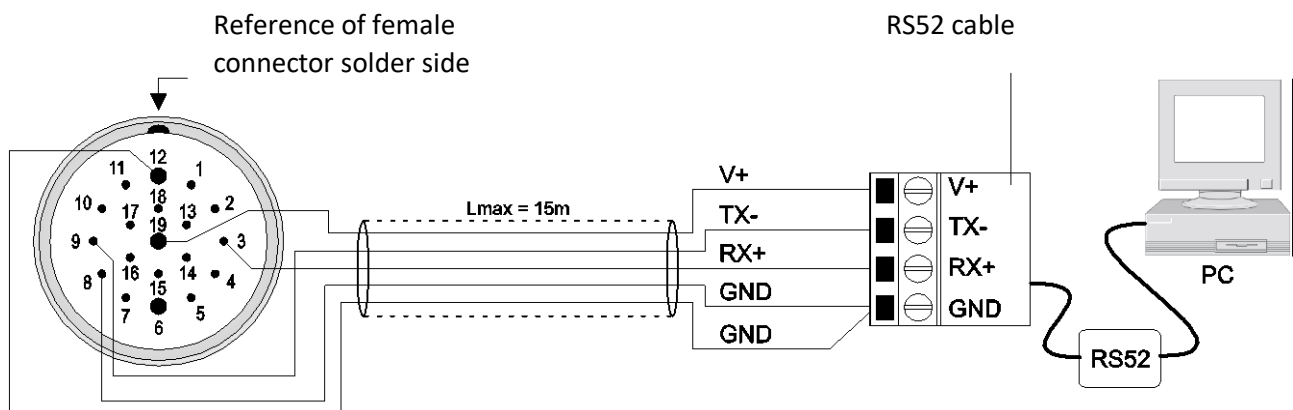 Reference of female
connector solder side
RS52 cable
12
11
1
10
18
2
17
13
19
9
3
16
14
8
15
4
7
5
6
Lmax = 15m
V+
TX-
RX+
GND
GND
V+
TX-
RX+
GND
PC
RS52